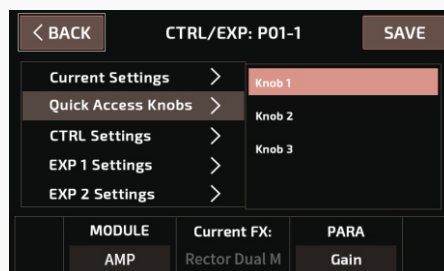 < BACK
CTRL/EXP: P01-1
SAVE
Current Settings >
Quick Access Knobs >
CTRL Settings >
EXP 1 Settings >
EXP 2 Settings >
Knob 1
Knob 2
Knob 3
MODULE
Current FX:
PARA
AMP
Rector Dual M
Gain